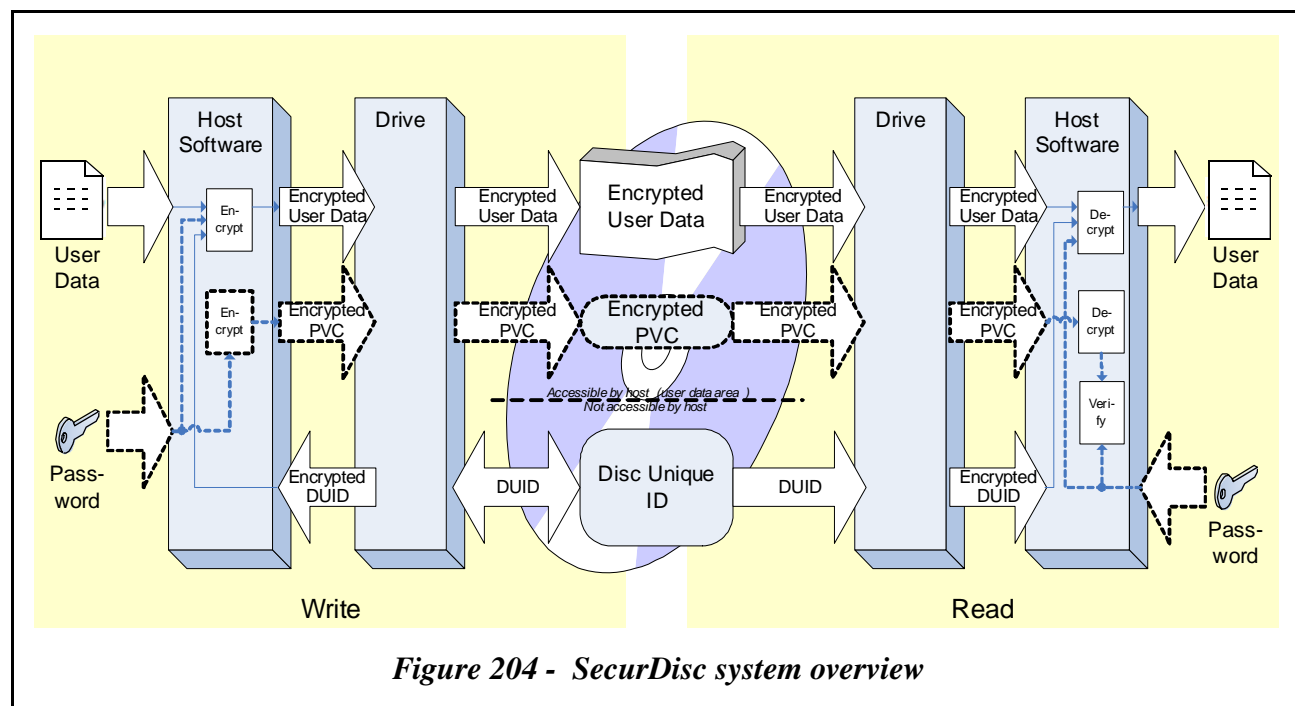 Host
Software
Drive
Drive
Host
Software
User
Data
En-
crypt
Encrypted
User Data
Encrypted
User Data
Encrypted
User Data
Encrypted
User Data
Encrypted
User Data
De-
crypt
User
Data
En-
crypt
Encrypted
PVC
Encrypted
PVC
Encrypted
PVC
Encrypted
PVC
Encrypted
PVC
De-
crypt
Accessible by host (user data area )
Not accessible by host
Veri-
fy
Pass-
word
Encrypted
DUID
DUID
Disc Unique
ID
DUID
Encrypted
DUID
Pass-
word
Write
Read
Figure 204 - SecurDisc system overview